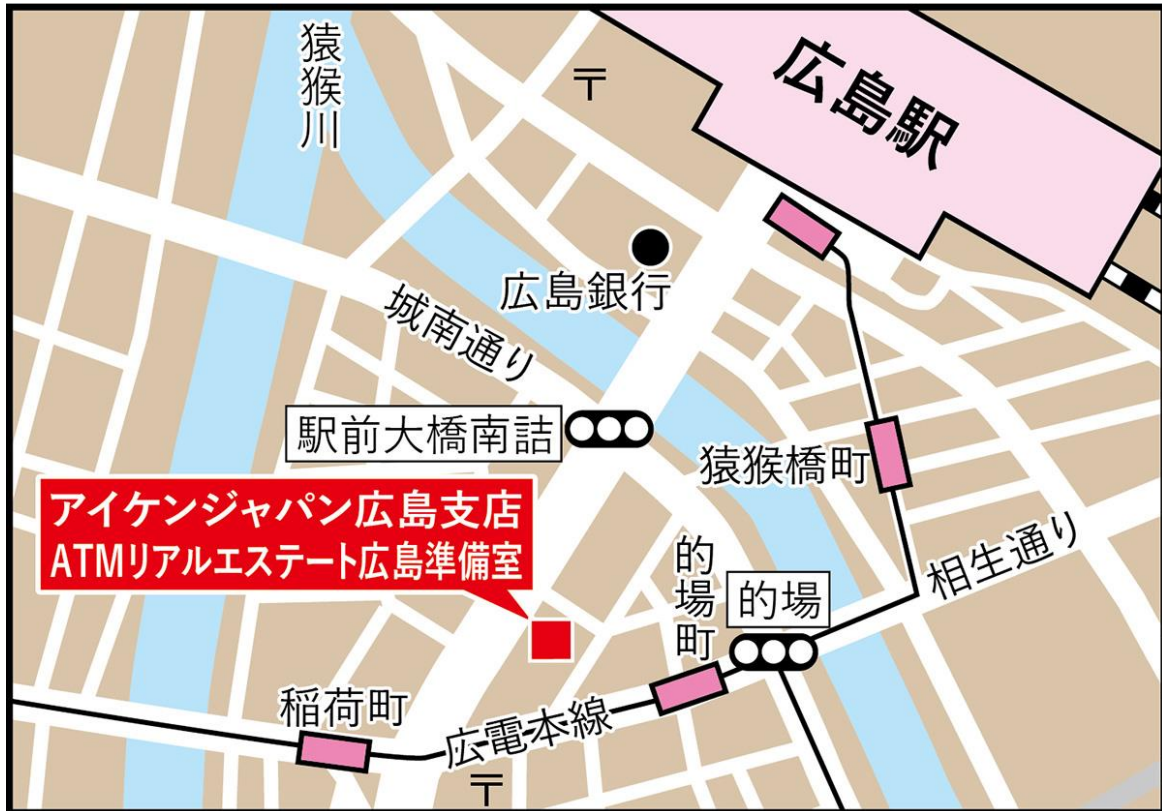 猿猴川
〒
広島駅
広島銀行
城南通り
駅前大橋南詰
猿猴橋町
アイケンジャパン広島支店
ATMリアルエステート広島準備室
的場町
的場
相生通り
稲荷町
広電本線
〒